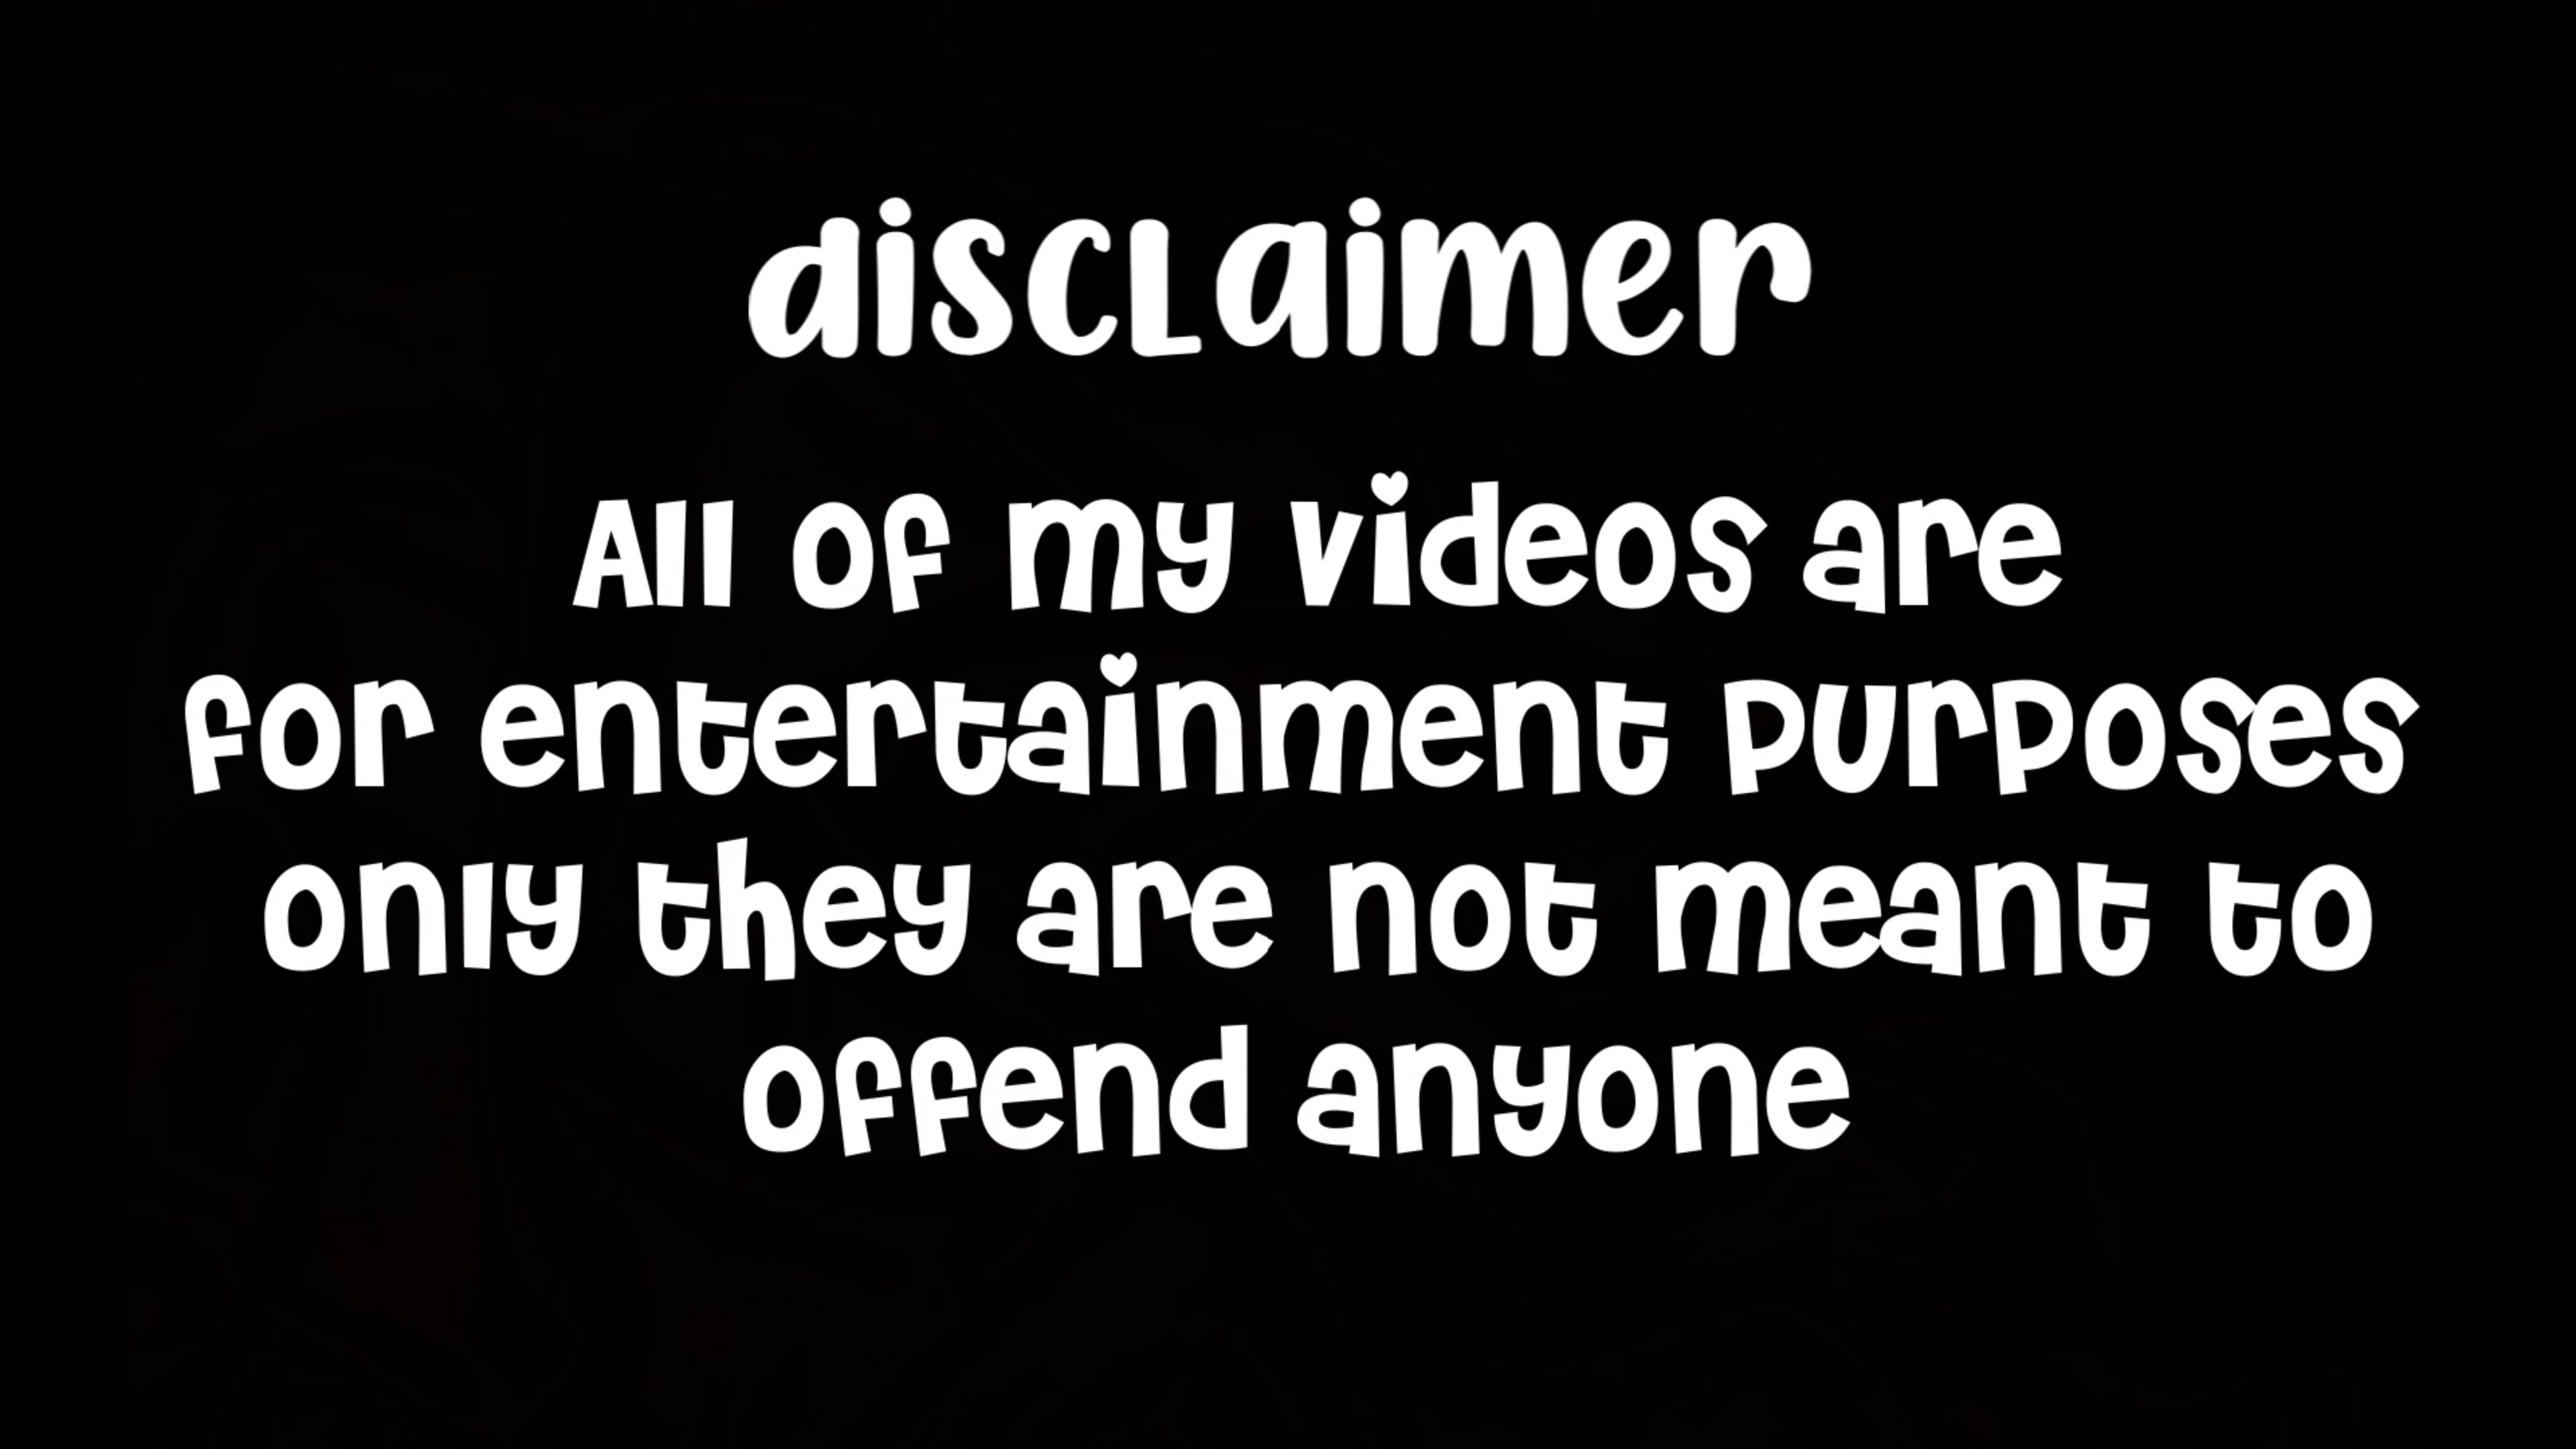 disclaimer
All of my videos are
for entertainment purposes
only they are not meant to
offend anyone